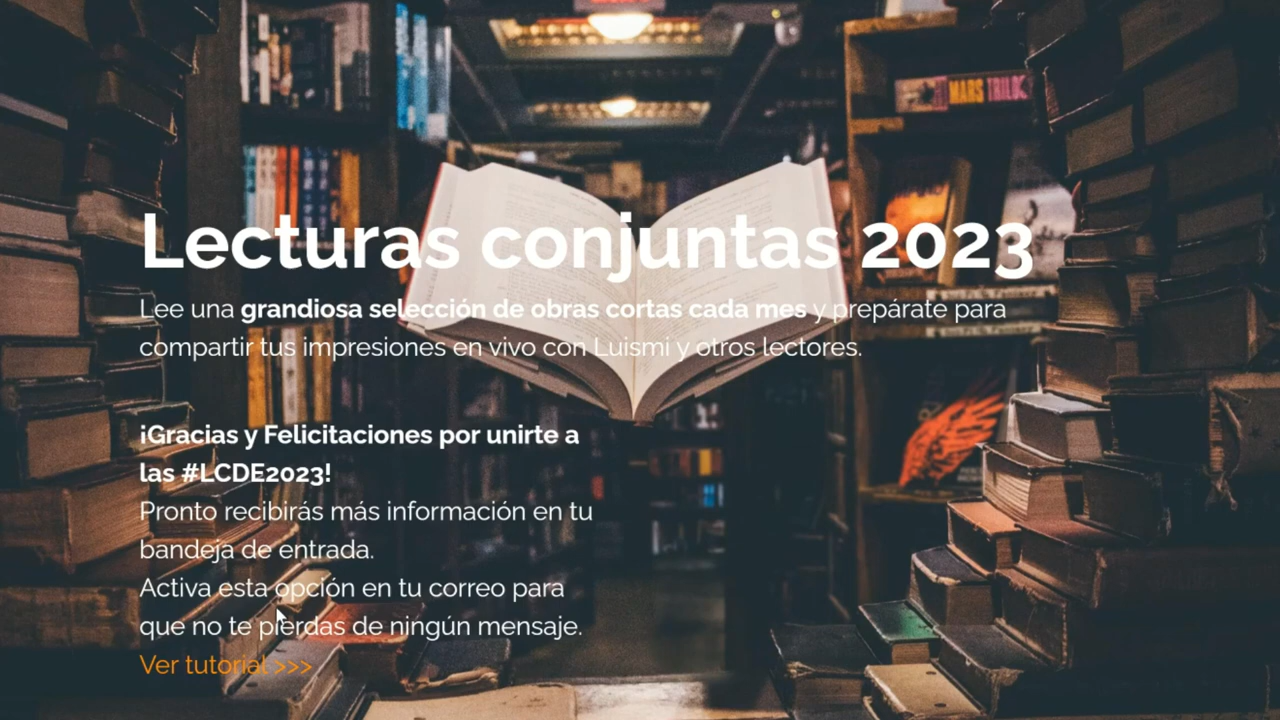 MARS TRILOG
Lecturas conjuntas 2023
Lee una grandiosa selección de obras cortas cada mes y prepárate para
compartir tus impresiones en vivo con Luismi y otros lectores.
¡Gracias y Felicitaciones por unirte a
las #LCDE2023!
Pronto recibirás más información en tu
bandeja de entrada.
Activa esta opción en tu correo para
que no te pierdas de ningún mensaje.
Ver tutorial >>>